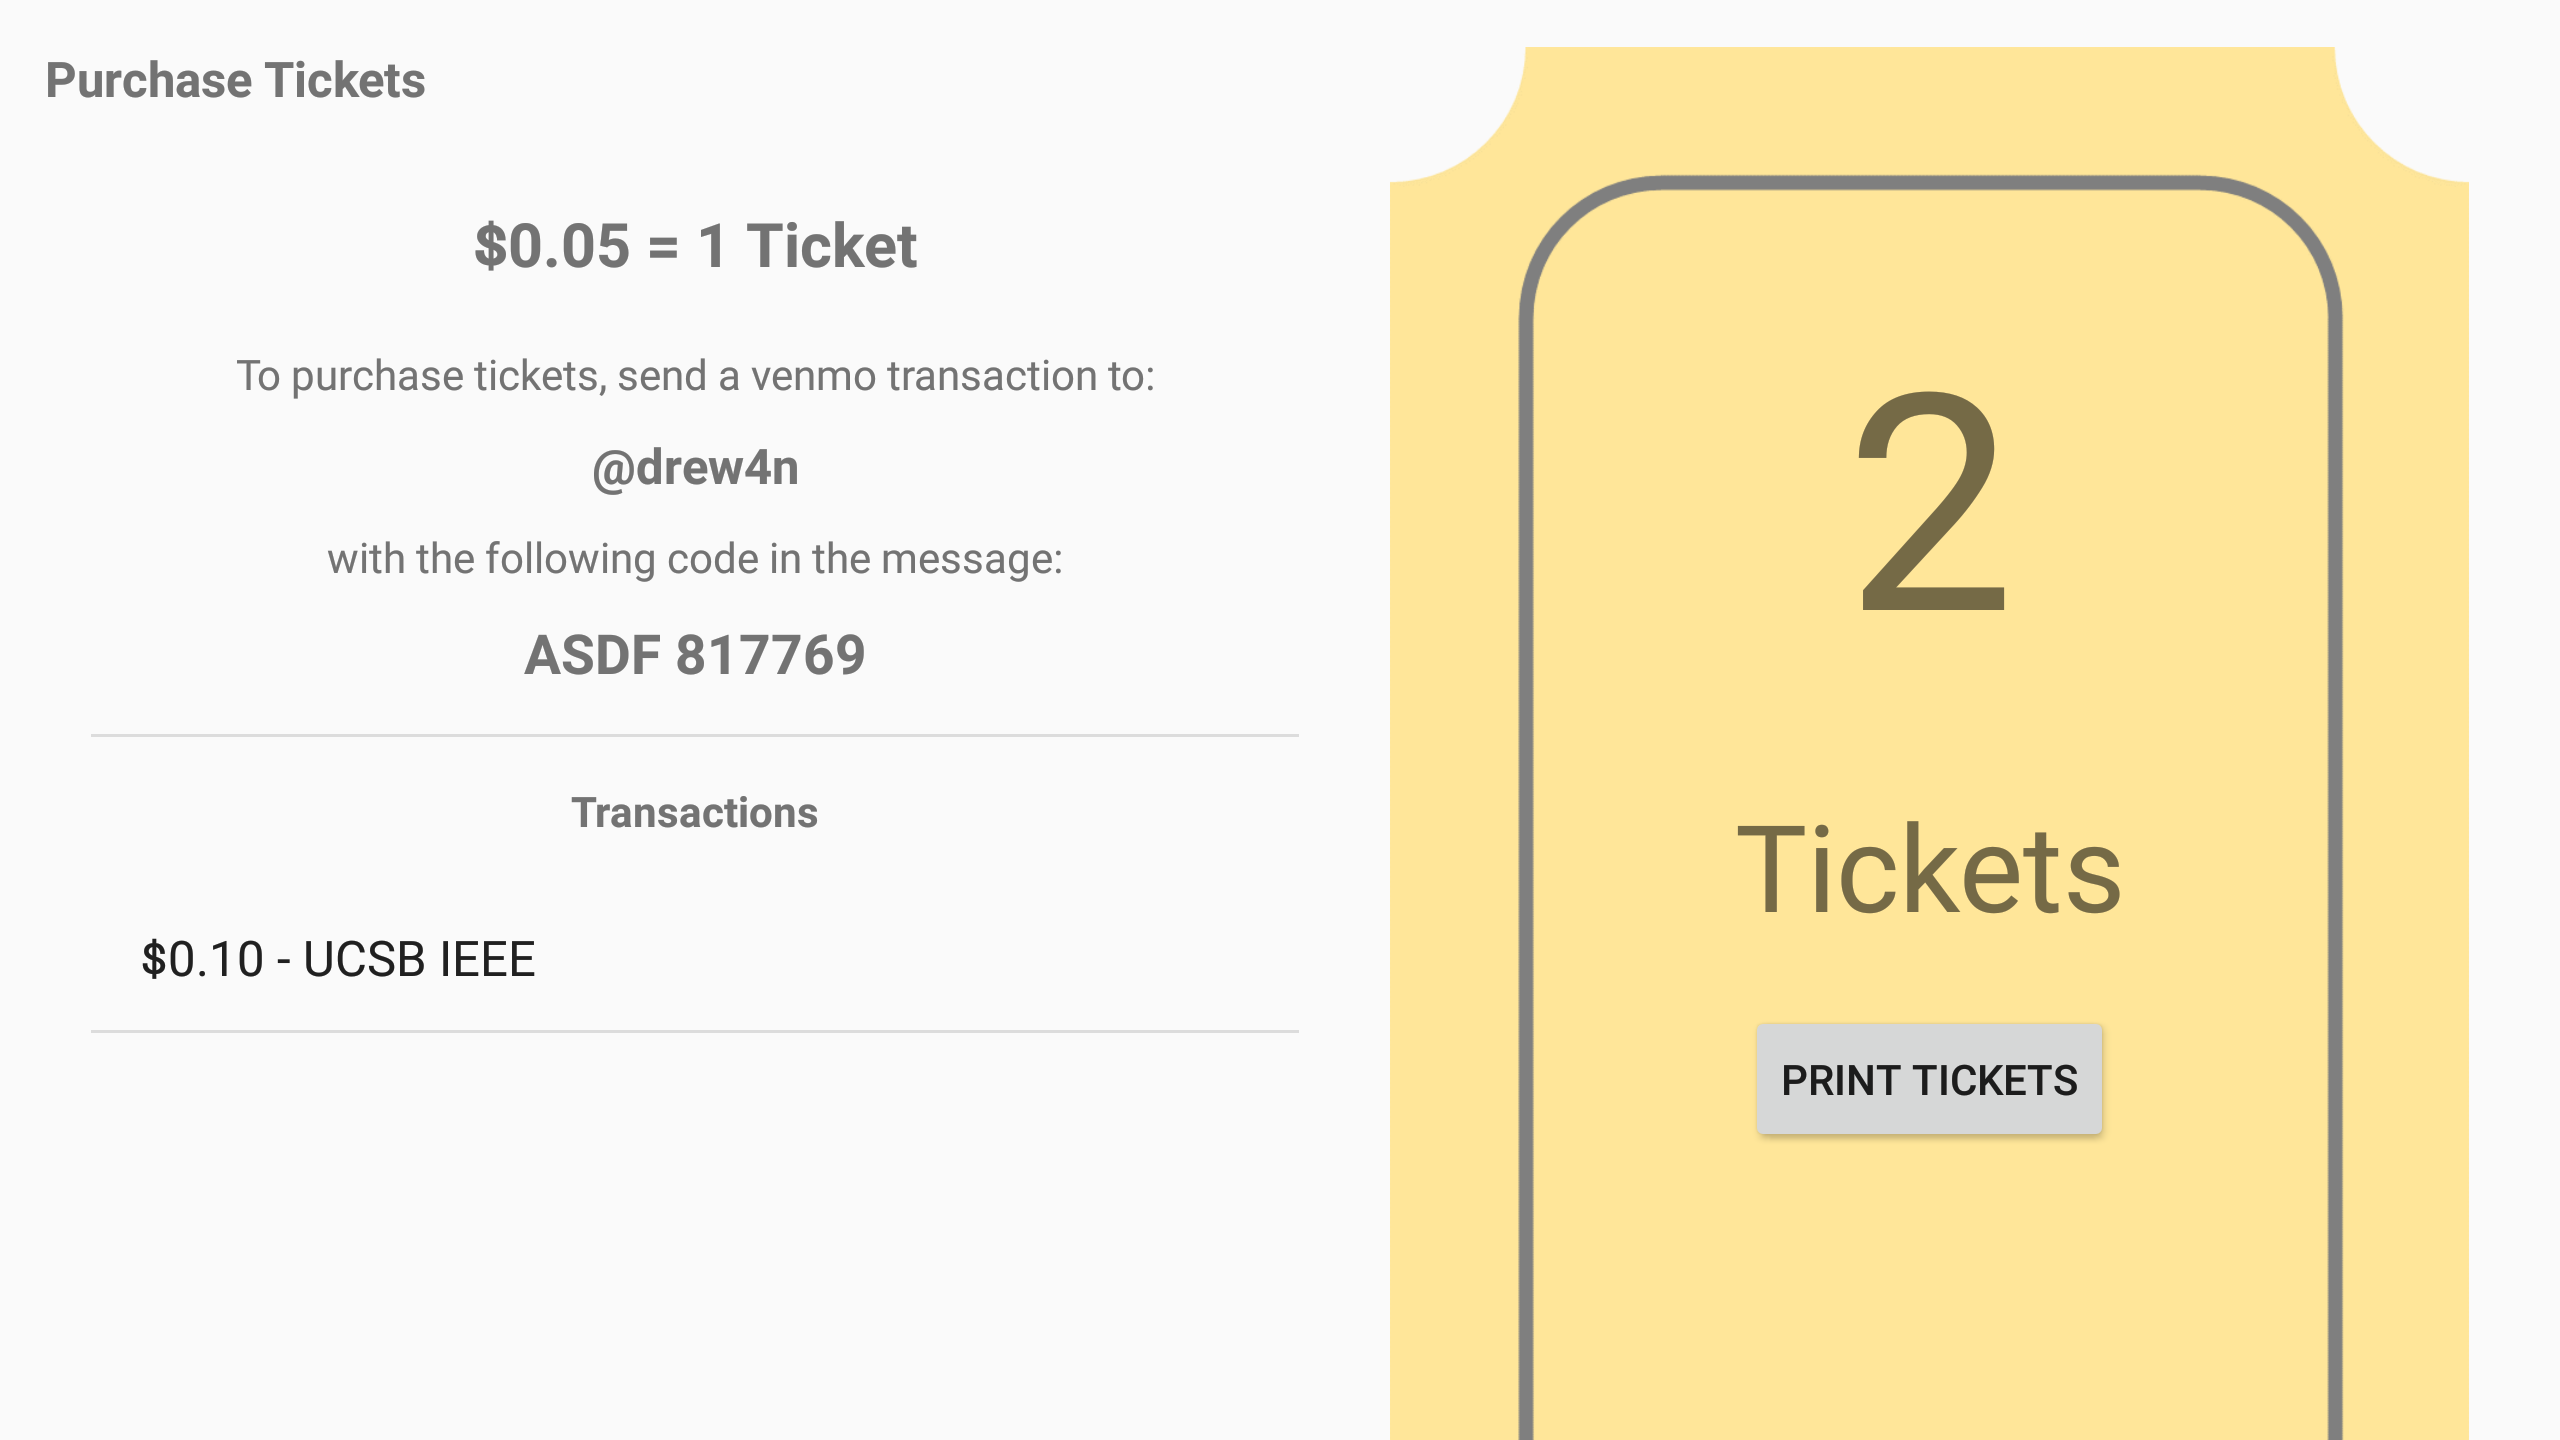 Purchase Tickets
$0.05 = 1 Ticket
To purchase tickets, send a venmo transaction to:
@drew4n
with the following code in the message:
ASDF 817769
Transactions
$0.10 - UCSB IEEE
2
Tickets
PRINT TICKETS